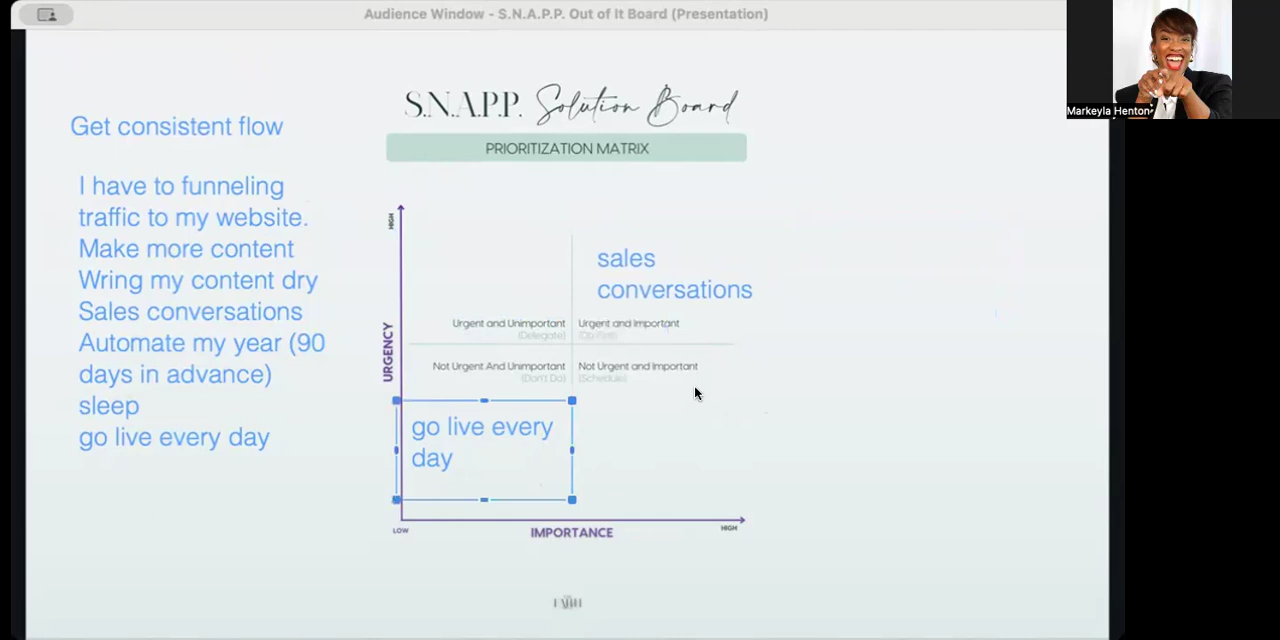 Audience Window - S.N.A.P.P. Out of It Board (Presentation)
Markeyla Henton
S.N.A.P.P. Solution Board
PRIORITIZATION MATRIX
Get consistent flow
I have to funneling
traffic to my website.
Make more content
Wring my content dry
Sales conversations
Automate my year (90
days in advance)
sleep
go live every day
HIGH
URGENCY
sales
conversations
Urgent and Unimportant
(Delegate)
Urgent and Important
(Do First)
Not Urgent And Unimportant
(Don't Do)
Not Urgent and Important
(Schedule)
go live every
day
LOW
IMPORTANCE
HIGH